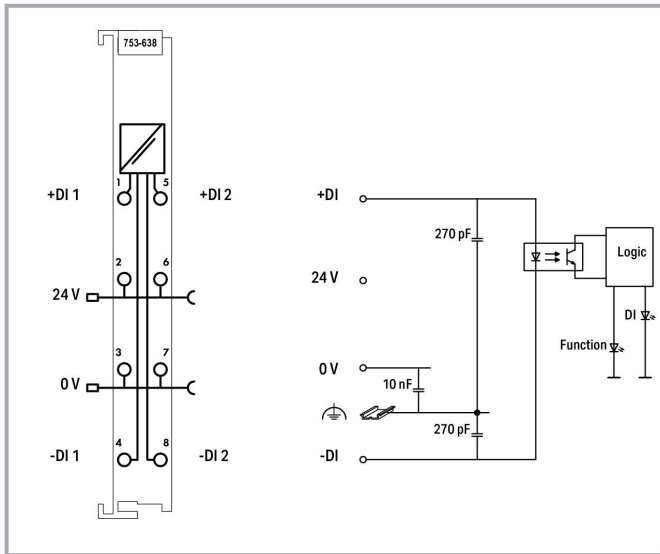 753-638
1 5
+DI 1 +DI 2
2 6
24 V
3 7
0 V
4 8
-DI 1 -DI 2
+DI
270 pF
Logic
24 V
DI
Function
0 V
10 nF
270 pF
-DI